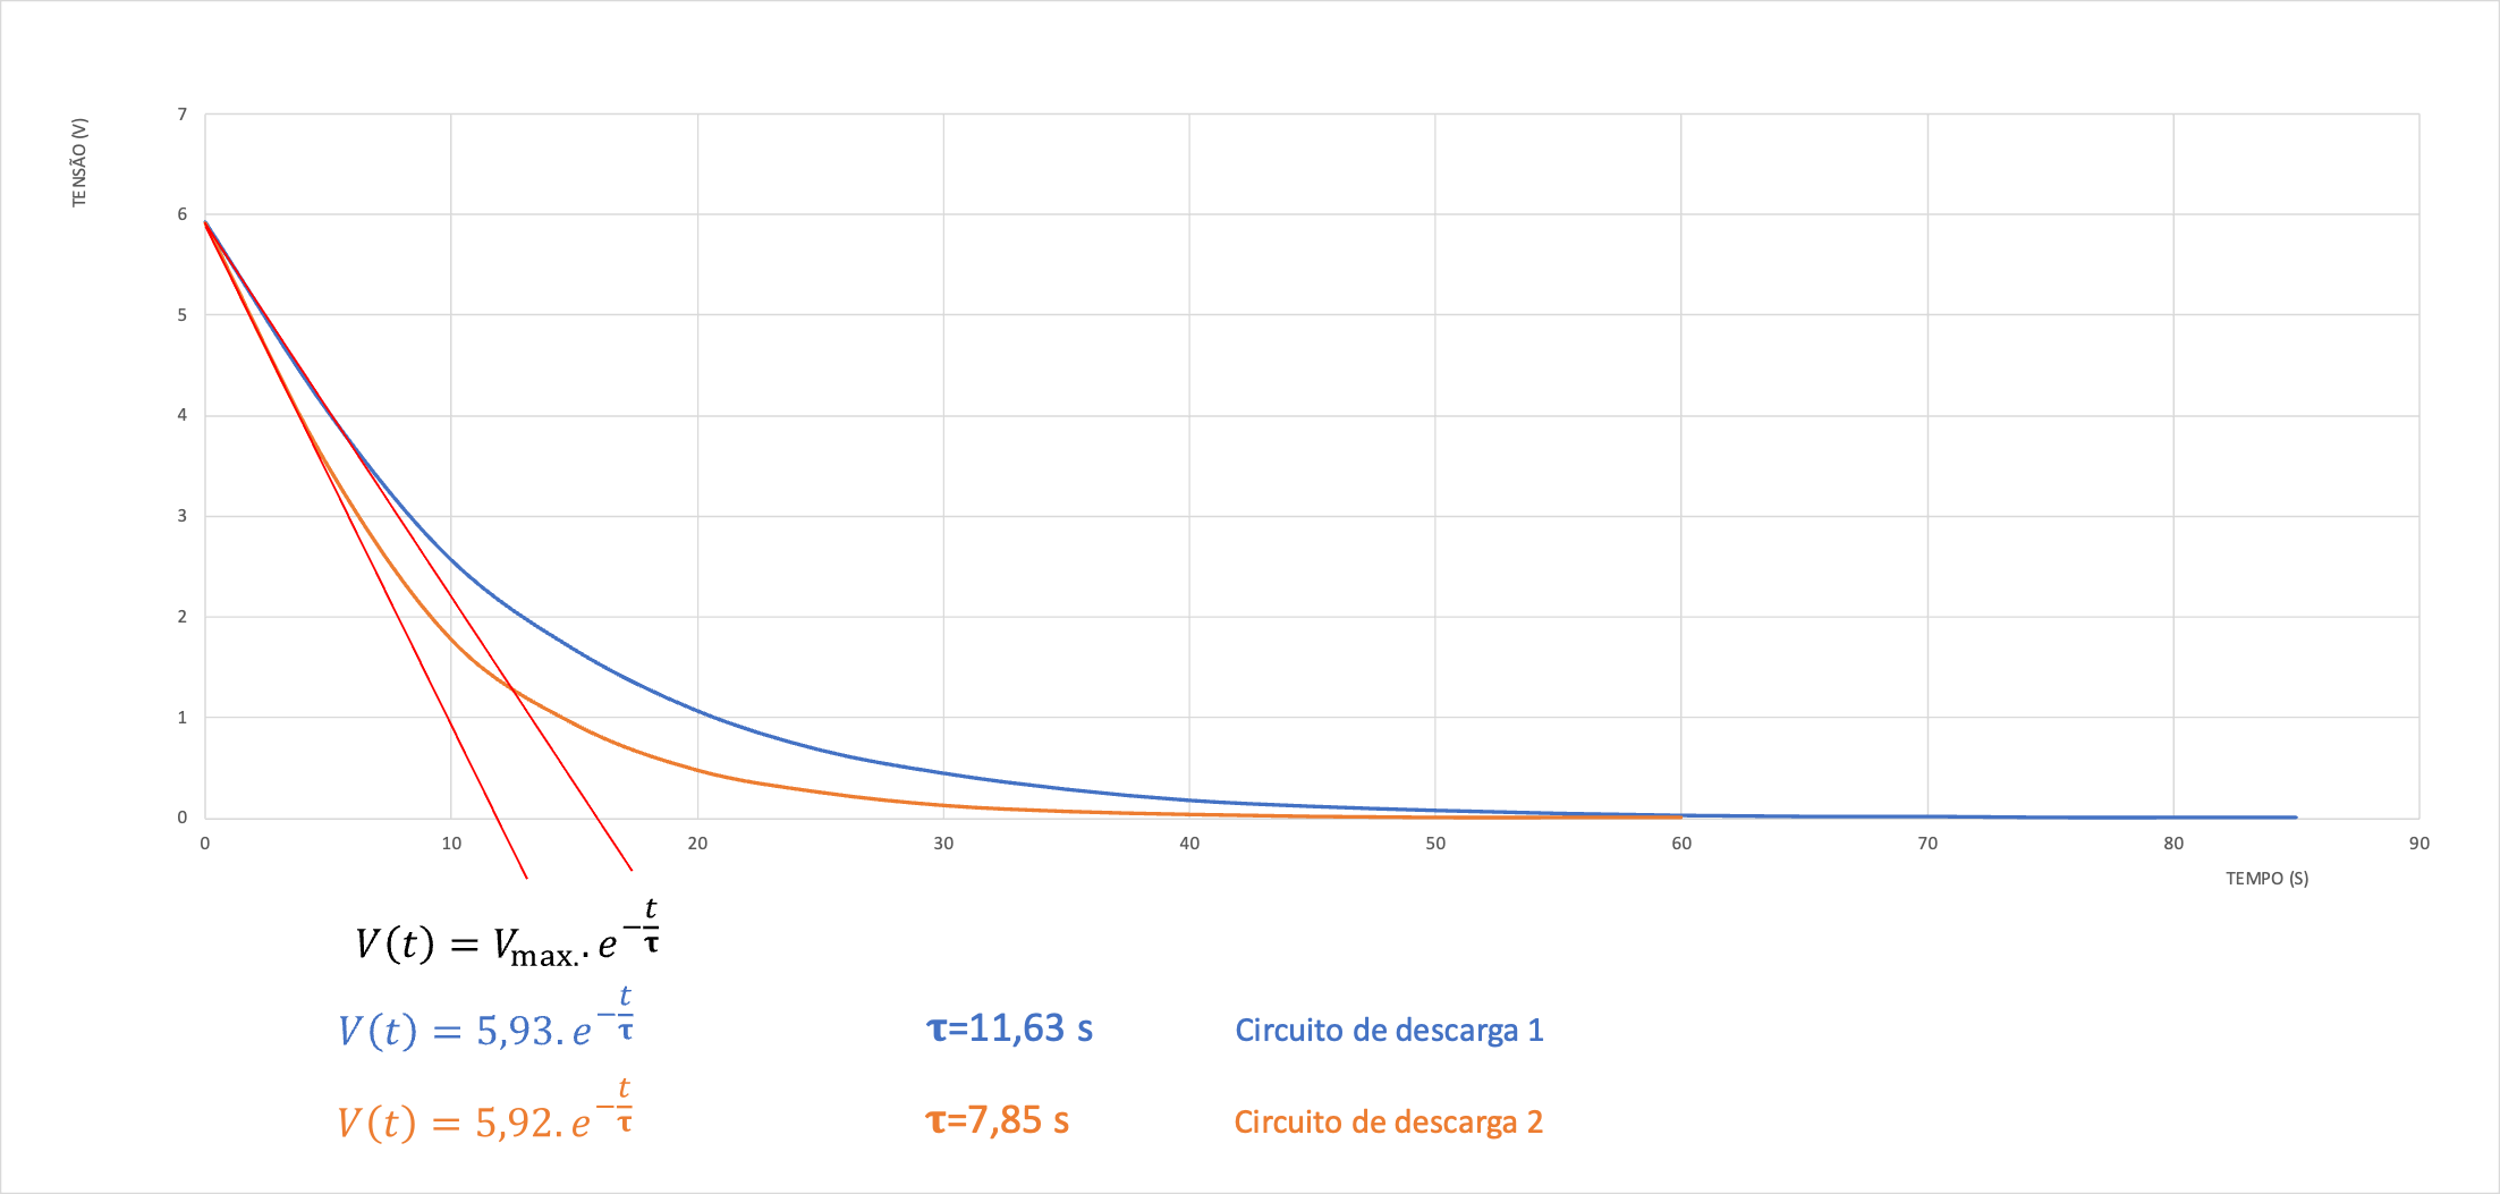 TENSÃO (V)
7
6
5
4
3
2
1
0
0 10 20 30 40 50 60 70 80 90
TEMPO (S)
V(t) = Vmax.. e^−t/τ
V(t) = 5,93. e^−t/τ τ=11,63 s Circuito de descarga 1
V(t) = 5,92. e^−t/τ τ=7,85 s Circuito de descarga 2